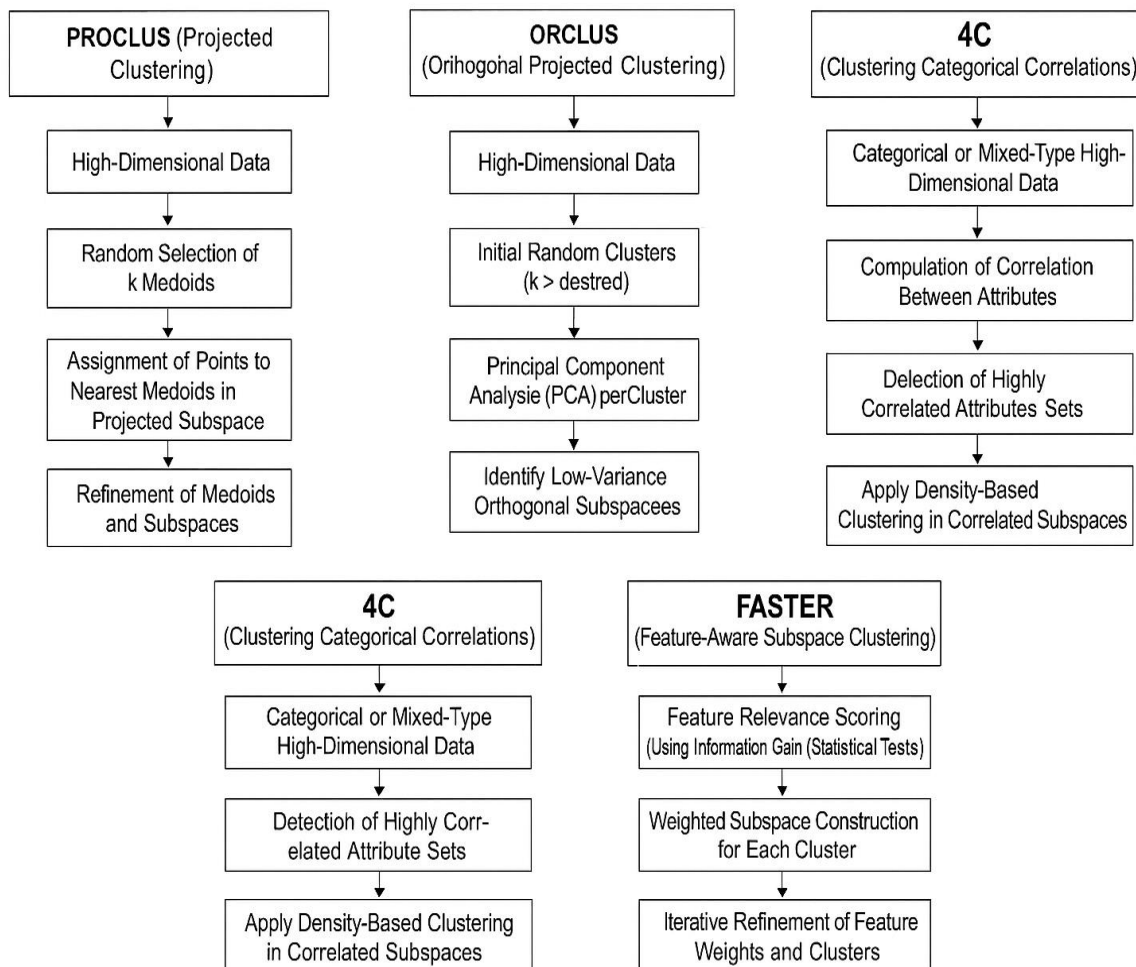 PROCLUS (Projected
Clustering)
High-Dimensional Data
Random Selection of
k Medoids
Assignment of Points to
Nearest Medoids in
Projected Subspace
Refinement of Medoids
and Subspaces
ORCLUS
(Orihogohal Projected Clustering)
High-Dimensional Data
Initial Random Clusters
(k > destred)
Principal Component
Analysie (PCA) perCluster
Identify Low-Variance
Orthogonal Subspacees
4C
(Clustering Categorical Correlations)
Categorical or Mixed-Type High-
Dimensional Data
Compulation of Correlation
Between Attributes
Delection of Highly
Correlated Attributes Sets
Apply Density-Based
Clustering in Correlated Subspaces
4C
(Clustering Categorical Correlations)
Categorical or Mixed-Type
High-Dimensional Data
Detection of Highly Corr-
elated Attribute Sets
Apply Density-Based Clustering
in Correlated Subspaces
FASTER
(Feature-Aware Subspace Clustering)
Feature Relevance Scoring
(Using Information Gain (Statistical Tests)
Weighted Subspace Construction
for Each Cluster
Iterative Refinement of Feature
Weights and Clusters